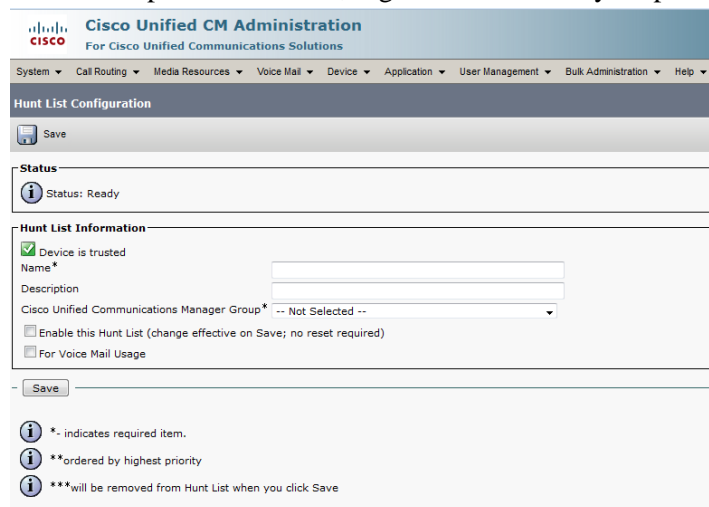 Cisco Unified CM Administration
CISCO For Cisco Unified Communications Solutions
System Call Routing Media Resources Voice Mail Device Application User Management Bulk Administration Help
Hunt List Configuration
Save
Status
Status: Ready
Hunt List Information
Device is trusted
Name*
Description
Cisco Unified Communications Manager Group* -- Not Selected --
Enable this Hunt List (change effective on Save; no reset required)
For Voice Mail Usage
Save
*- indicates required item.
**ordered by highest priority
***will be removed from Hunt List when you click Save